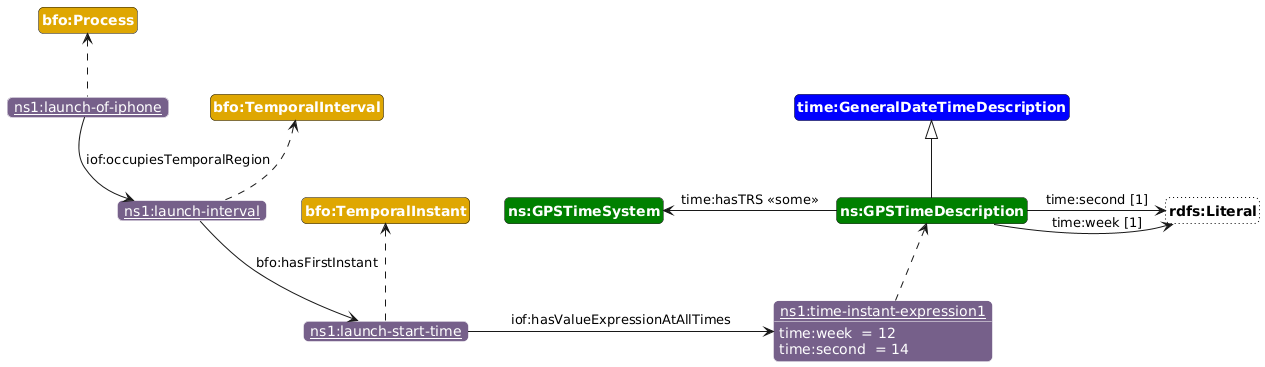 bfo:Process
ns1:launch-of-iphone
bfo:TemporalInterval
time:GeneralDateTimeDescription
iof:occupiesTemporalRegion
ns1:launch-interval
bfo:TemporalInstant
ns:GPSTimeSystem
time:hasTRS «some»
ns:GPSTimeDescription
time:second [1]
time:week [1]
rdfs:Literal
bfo:hasFirstInstant
ns1:launch-start-time
iof:hasValueExpressionAtAllTimes
ns1:time-instant-expression1
time:week = 12
time:second = 14